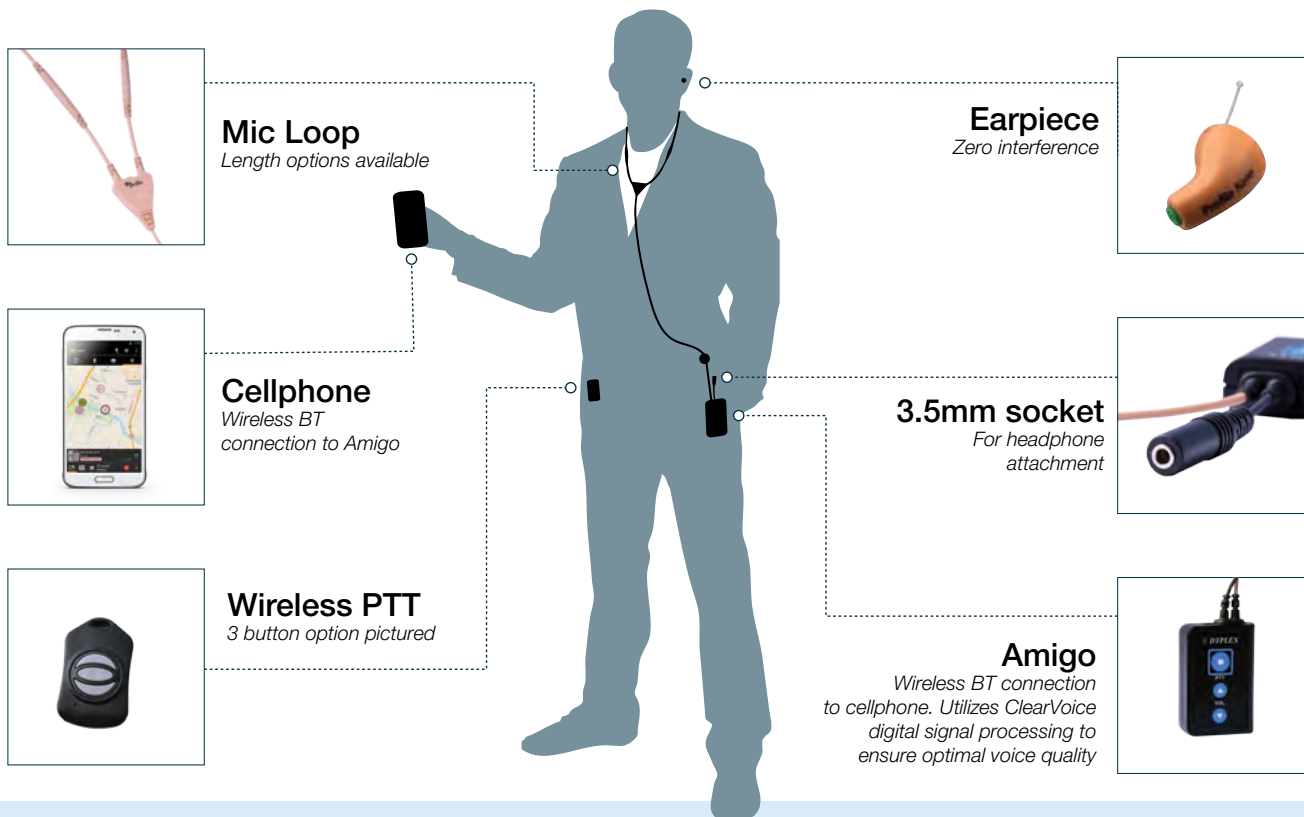 Mic Loop
Length options available
Cellphone
Wireless BT
connection to Amigo
Wireless PTT
3 button option pictured
Earpiece
Zero interference
3.5mm socket
For headphone
attachment
Amigo
Wireless BT connection
to cellphone. Utilizes ClearVoice
digital signal processing to
ensure optimal voice quality
PTT
VOL